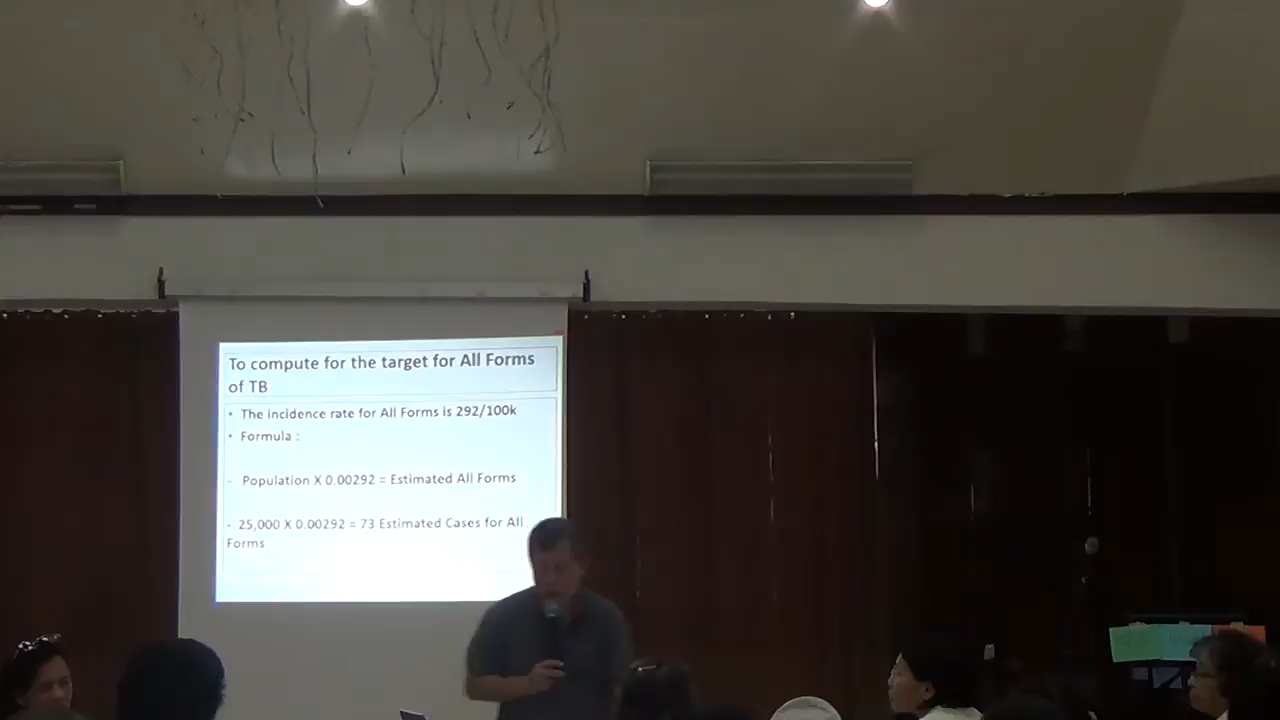 To compute for the target for All Forms
of TB
• The incidence rate for All Forms is 292/100k
• Formula :
- Population X 0.00292 = Estimated All Forms
- 25,000 X 0.00292 = 73 Estimated Cases for All
Forms